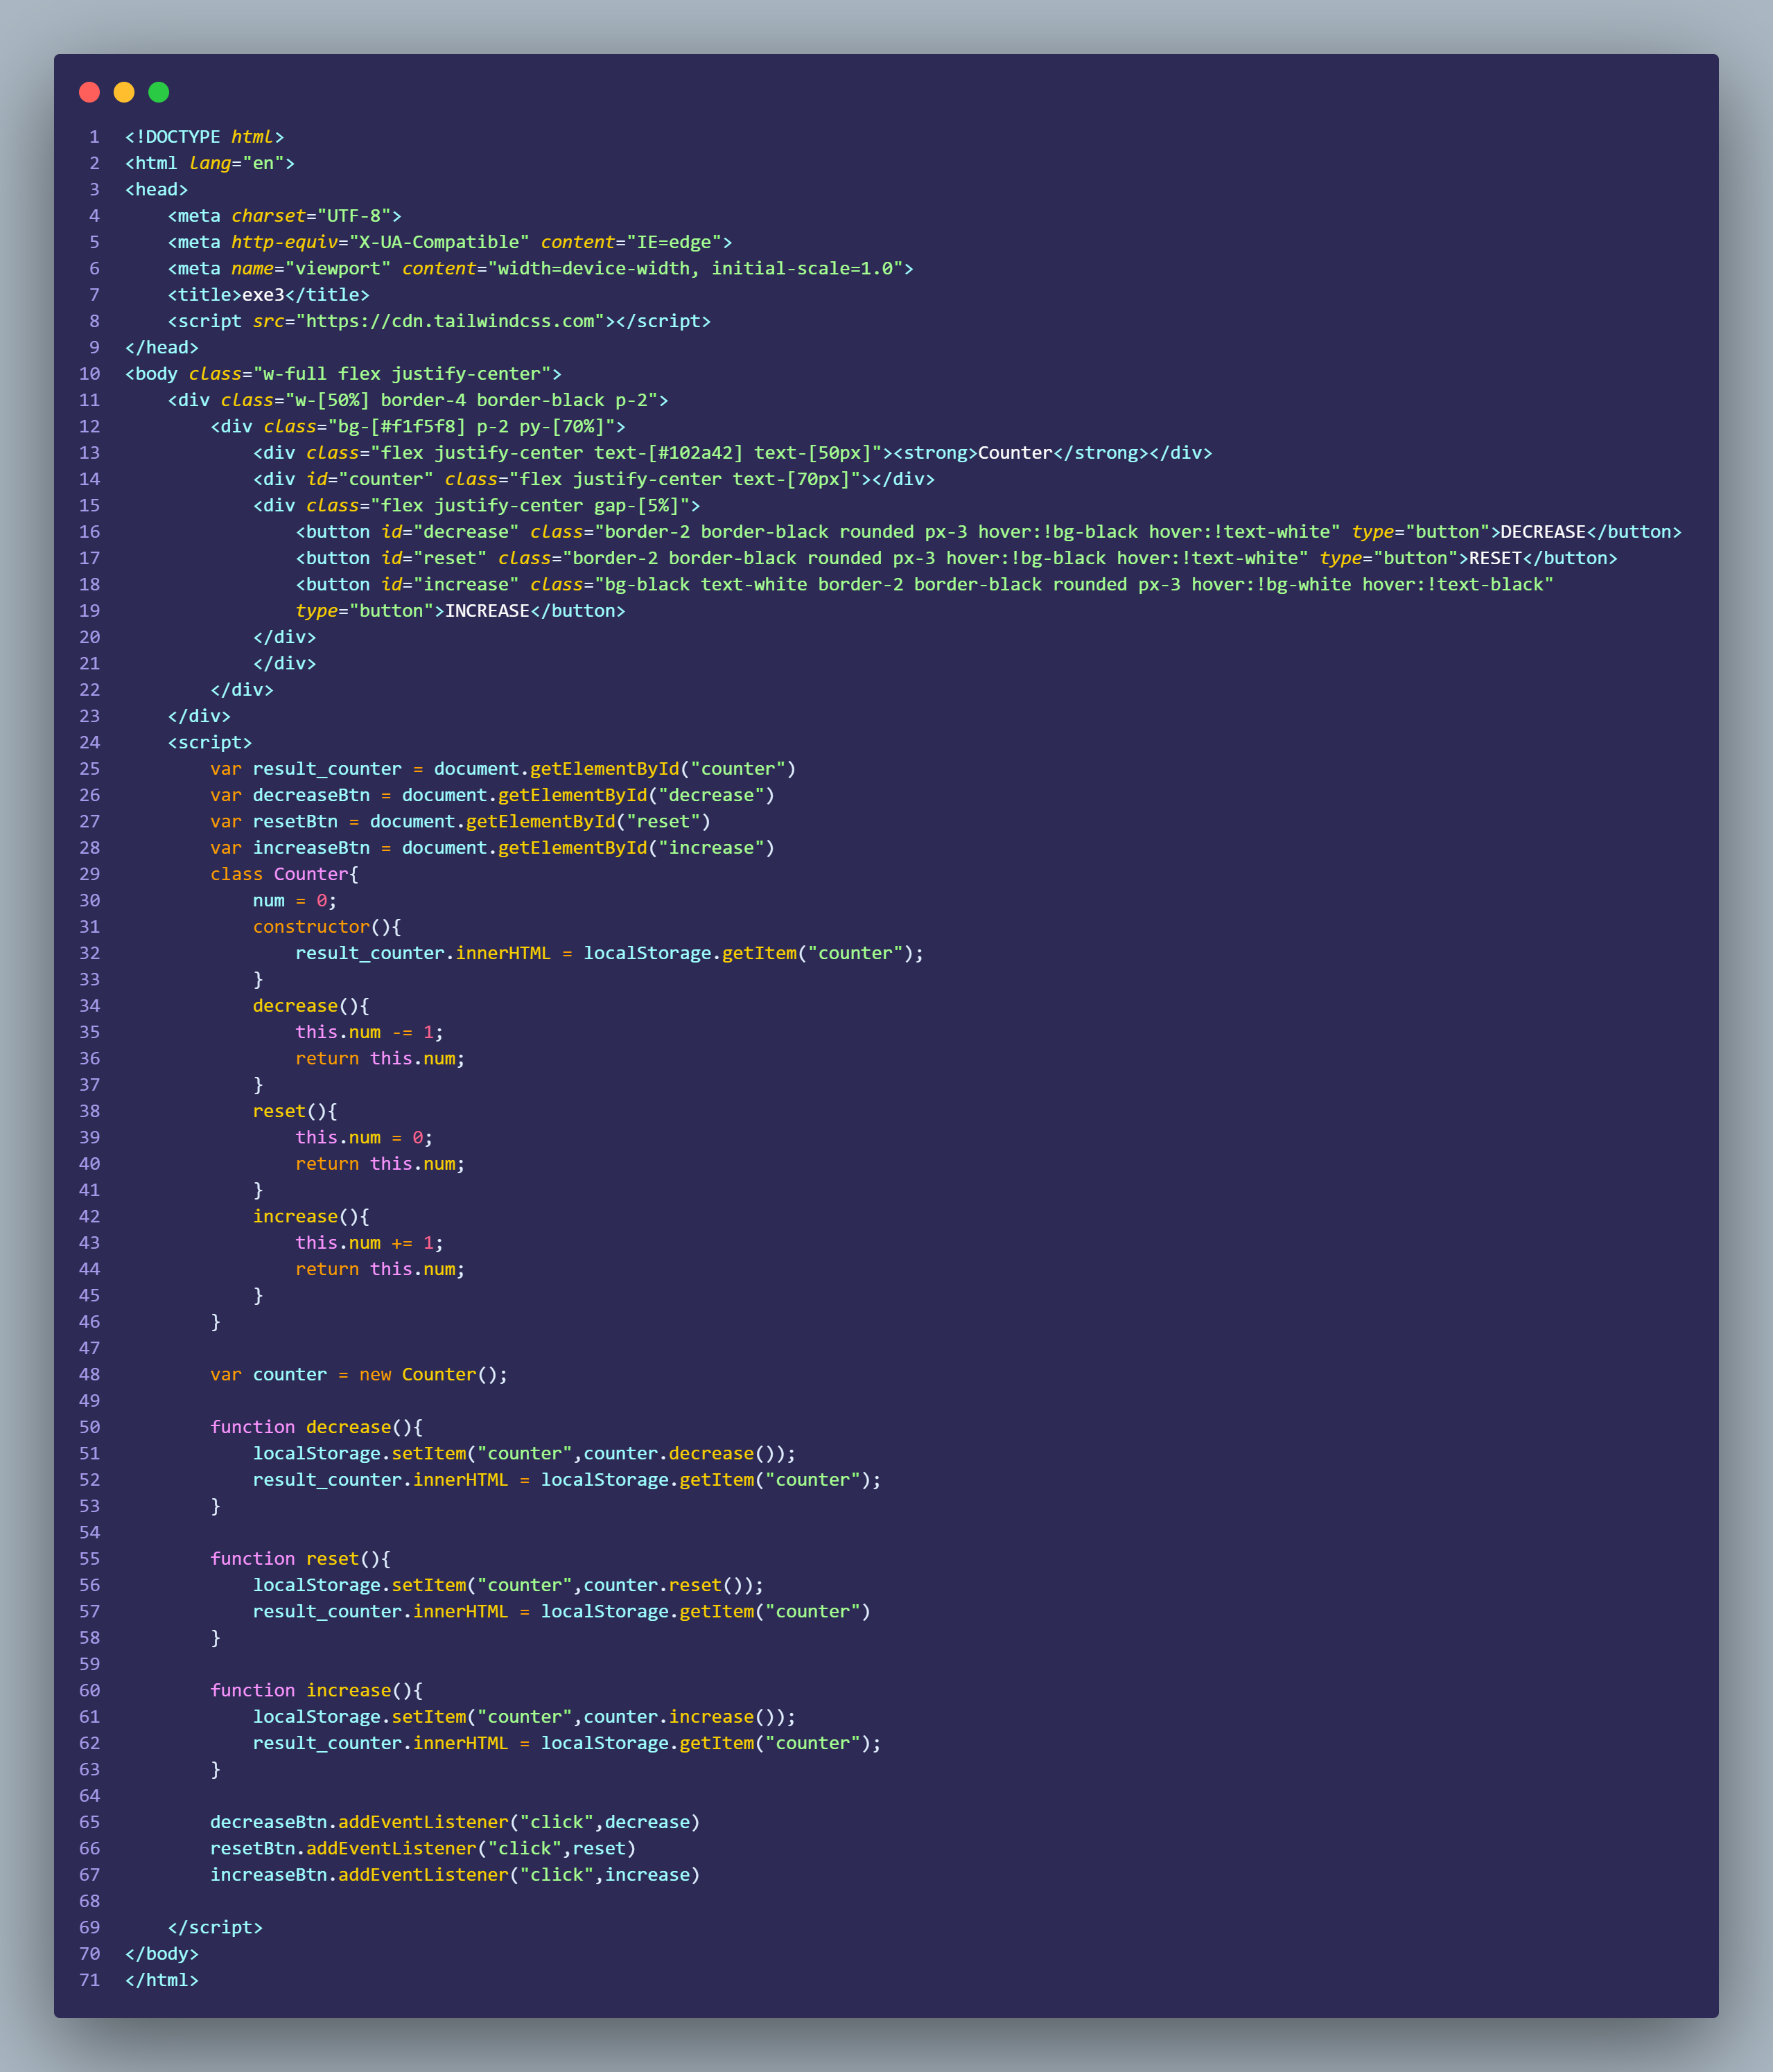 1 <!DOCTYPE html>
2 <html lang="en">
3 <head>
4     <meta charset="UTF-8">
5     <meta http-equiv="X-UA-Compatible" content="IE=edge">
6     <meta name="viewport" content="width=device-width, initial-scale=1.0">
7     <title>exe3</title>
8     <script src="https://cdn.tailwindcss.com"></script>
9 </head>
10 <body class="w-full flex justify-center">
11     <div class="w-[50%] border-4 border-black p-2">
12         <div class="bg-[#f1f5f8] p-2 py-[70%]">
13             <div class="flex justify-center text-[#102a42] text-[50px]"><strong>Counter</strong></div>
14             <div id="counter" class="flex justify-center text-[70px]"></div>
15             <div class="flex justify-center gap-[5%]">
16                 <button id="decrease" class="border-2 border-black rounded px-3 hover:!bg-black hover:!text-white" type="button">DECREASE</button>
17                 <button id="reset" class="border-2 border-black rounded px-3 hover:!bg-black hover:!text-white" type="button">RESET</button>
18                 <button id="increase" class="bg-black text-white border-2 border-black rounded px-3 hover:!bg-white hover:!text-black"
19                 type="button">INCREASE</button>
20             </div>
21             </div>
22         </div>
23     </div>
24     <script>
25         var result_counter = document.getElementById("counter")
26         var decreaseBtn = document.getElementById("decrease")
27         var resetBtn = document.getElementById("reset")
28         var increaseBtn = document.getElementById("increase")
29         class Counter{
30             num = 0;
31             constructor(){
32                 result_counter.innerHTML = localStorage.getItem("counter");
33             }
34             decrease(){
35                 this.num -= 1;
36                 return this.num;
37             }
38             reset(){
39                 this.num = 0;
40                 return this.num;
41             }
42             increase(){
43                 this.num += 1;
44                 return this.num;
45             }
46         }
47
48         var counter = new Counter();
49
50         function decrease(){
51             localStorage.setItem("counter",counter.decrease());
52             result_counter.innerHTML = localStorage.getItem("counter");
53         }
54
55         function reset(){
56             localStorage.setItem("counter",counter.reset());
57             result_counter.innerHTML = localStorage.getItem("counter")
58         }
59
60         function increase(){
61             localStorage.setItem("counter",counter.increase());
62             result_counter.innerHTML = localStorage.getItem("counter");
63         }
64
65         decreaseBtn.addEventListener("click",decrease)
66         resetBtn.addEventListener("click",reset)
67         increaseBtn.addEventListener("click",increase)
68
69     </script>
70 </body>
71 </html>